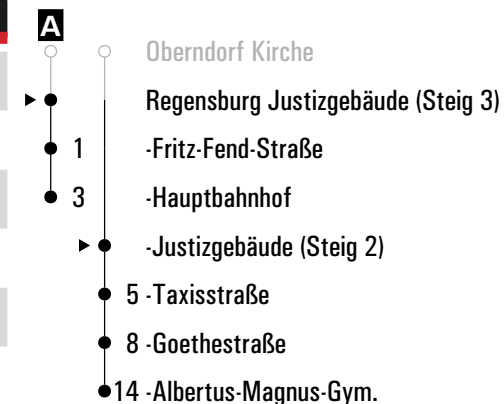 A
Oberndorf Kirche
Regensburg Justizgebäude (Steig 3)
1 -Fritz-Fend-Straße
3 -Hauptbahnhof
-Justizgebäude (Steig 2)
5 -Taxisstraße
8 -Goethestraße
14 -Albertus-Magnus-Gym.